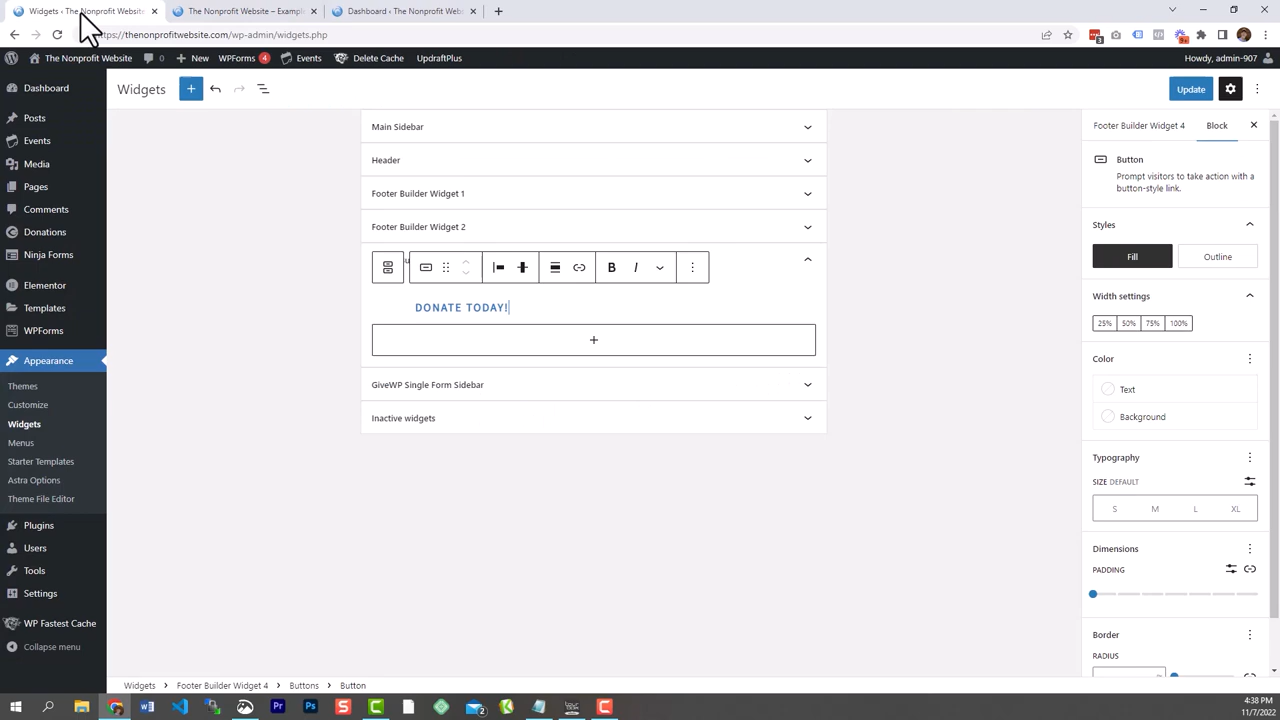 Widgets ‹ The Nonprofit Website
The Nonprofit Website – Example
Dashboard ‹ The Nonprofit Websit
https://thenonprofitwebsite.com/wp-admin/widgets.php
The Nonprofit Website
0
New
WPForms 4
Events
Delete Cache
UpdraftPlus
Howdy, admin-907
Dashboard
Posts
Events
Media
Pages
Comments
Donations
Ninja Forms
Elementor
Templates
WPForms
Appearance
Themes
Customize
Widgets
Menus
Starter Templates
Astra Options
Theme File Editor
Plugins
Users
Tools
Settings
WP Fastest Cache
Collapse menu
Widgets
Update
Main Sidebar
Header
Footer Builder Widget 1
Footer Builder Widget 2
B I
DONATE TODAY!
GiveWP Single Form Sidebar
Inactive widgets
Footer Builder Widget 4
Block
Button
Prompt visitors to take action with a
button-style link.
Styles
Fill
Outline
Width settings
25% 50% 75% 100%
Color
Text
Background
Typography
SIZE DEFAULT
S M L XL
Dimensions
PADDING
Border
RADIUS
Widgets › Footer Builder Widget 4 › Buttons › Button
4:38 PM
11/7/2022